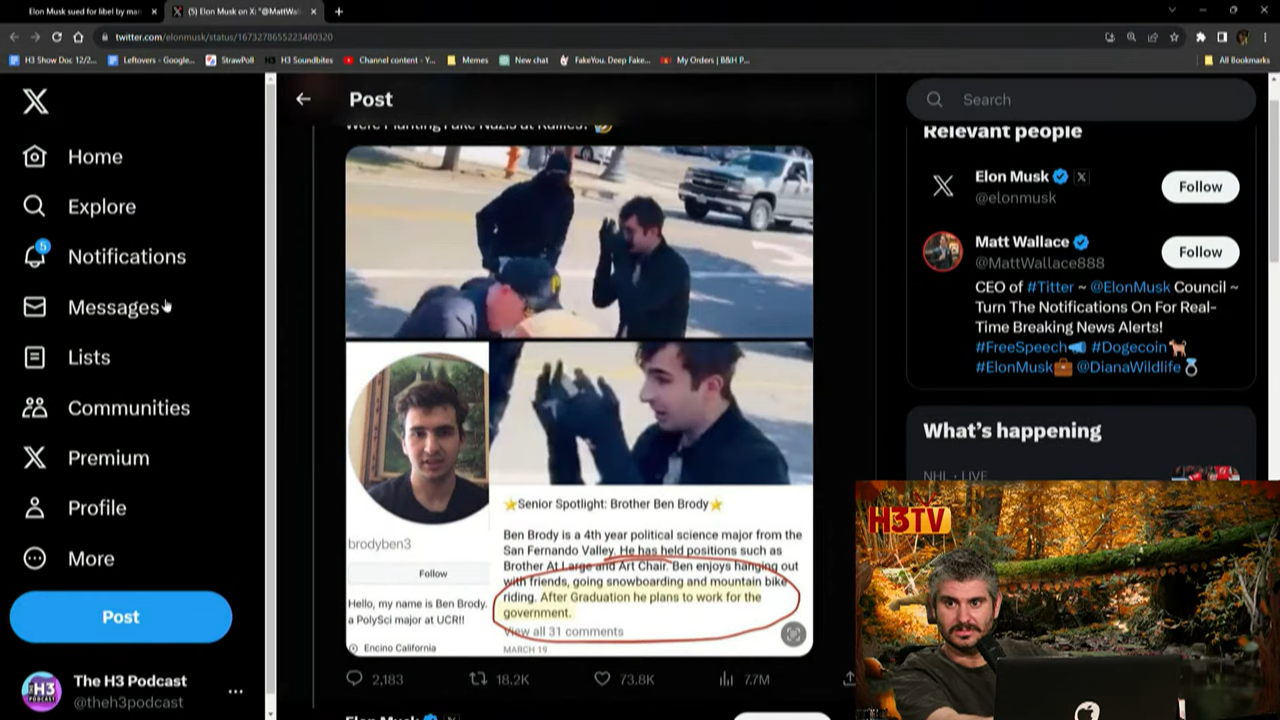 Elon Musk sued for libel by man
(5) Elon Musk on X: "@MattWal
twitter.com/elonmusk/status/1673278655223480320
H3 Show Doc 12/2...
Leftovers - Google...
StrawPoll
H3 Soundbites
Channel content - Y...
Memes
New chat
FakeYou. Deep Fake...
My Orders | B&H P...
All Bookmarks
Home
Explore
5
Notifications
Messages
Lists
Communities
Premium
Profile
More
Post
The H3 Podcast
@theh3podcast
Post
Were Planting Fake Nazis at Rallies?
brodyben3
Follow
Hello, my name is Ben Brody.
a PolySci major at UCR!!
Encino California
⭐Senior Spotlight: Brother Ben Brody⭐
Ben Brody is a 4th year political science major from the
San Fernando Valley. He has held positions such as
Brother At Large and Art Chair. Ben enjoys hanging out
with friends, going snowboarding and mountain bike
riding. After Graduation he plans to work for the
government.
View all 31 comments
MARCH 19
2,183
18.2K
73.8K
7.7M
Elon Musk
Search
Relevant people
Elon Musk
@elonmusk
Follow
Matt Wallace
@MattWallace888
Follow
CEO of #Titter ~ @ElonMusk Council ~
Turn The Notifications On For Real-
Time Breaking News Alerts!
#FreeSpeech📣 #Dogecoin🐕
#ElonMusk💼 @DianaWildlife💍
What's happening
NHL · LIVE
H3TV